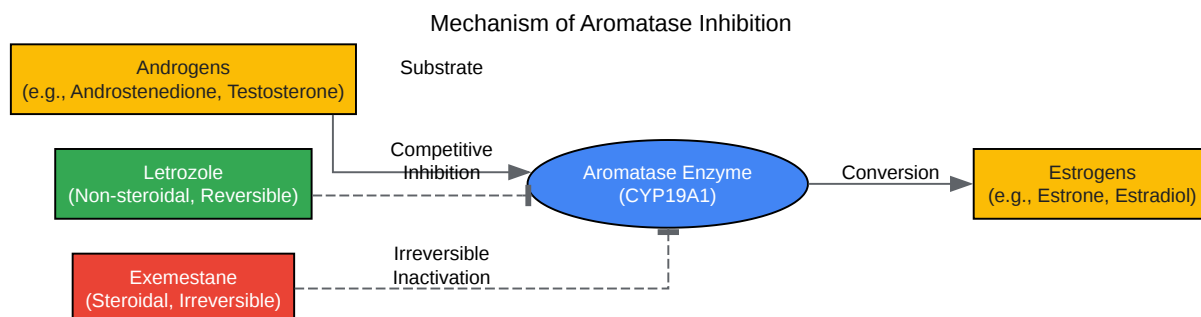 Mechanism of Aromatase Inhibition
Androgens
(e.g., Androstenedione, Testosterone)
Substrate
Letrozole
(Non-steroidal, Reversible)
Competitive
Inhibition
Aromatase Enzyme
(CYP19A1)
Conversion
Estrogens
(e.g., Estrone, Estradiol)
Exemestane
(Steroidal, Irreversible)
Irreversible
Inactivation